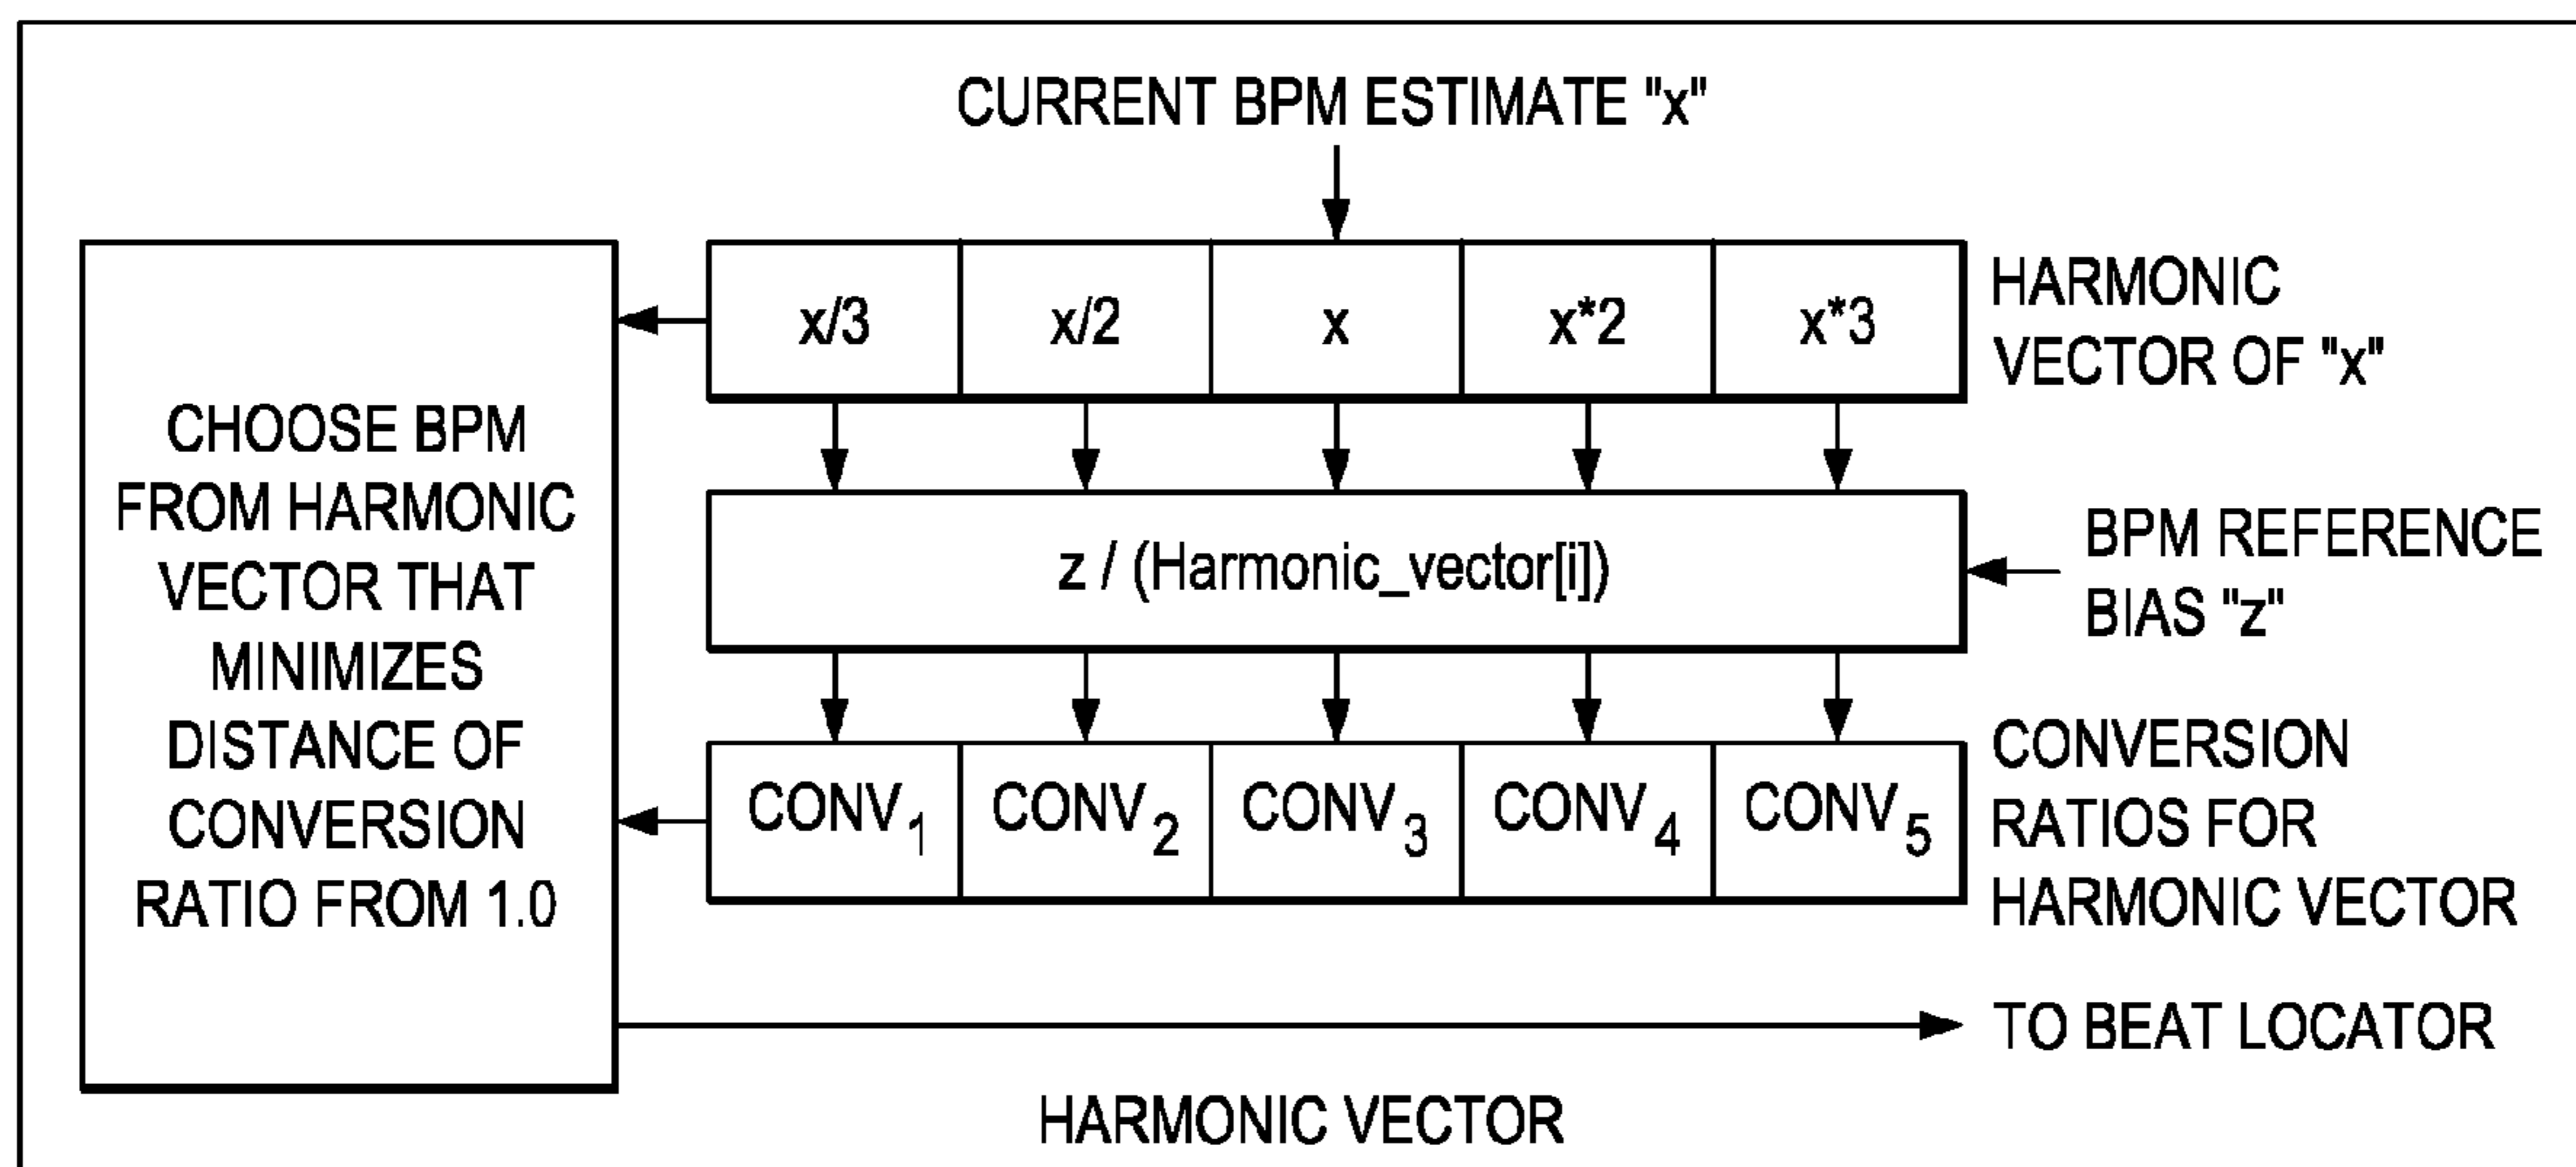 CURRENT BPM ESTIMATE "x"
x/3 x/2 x x*2 x*3
HARMONIC
VECTOR OF "x"
CHOOSE BPM
FROM HARMONIC
VECTOR THAT
MINIMIZES
DISTANCE OF
CONVERSION
RATIO FROM 1.0
z / (Harmonic_vector[i])
BPM REFERENCE
BIAS "z"
CONV1 CONV2 CONV3 CONV4 CONV5
CONVERSION
RATIOS FOR
HARMONIC VECTOR
TO BEAT LOCATOR
HARMONIC VECTOR